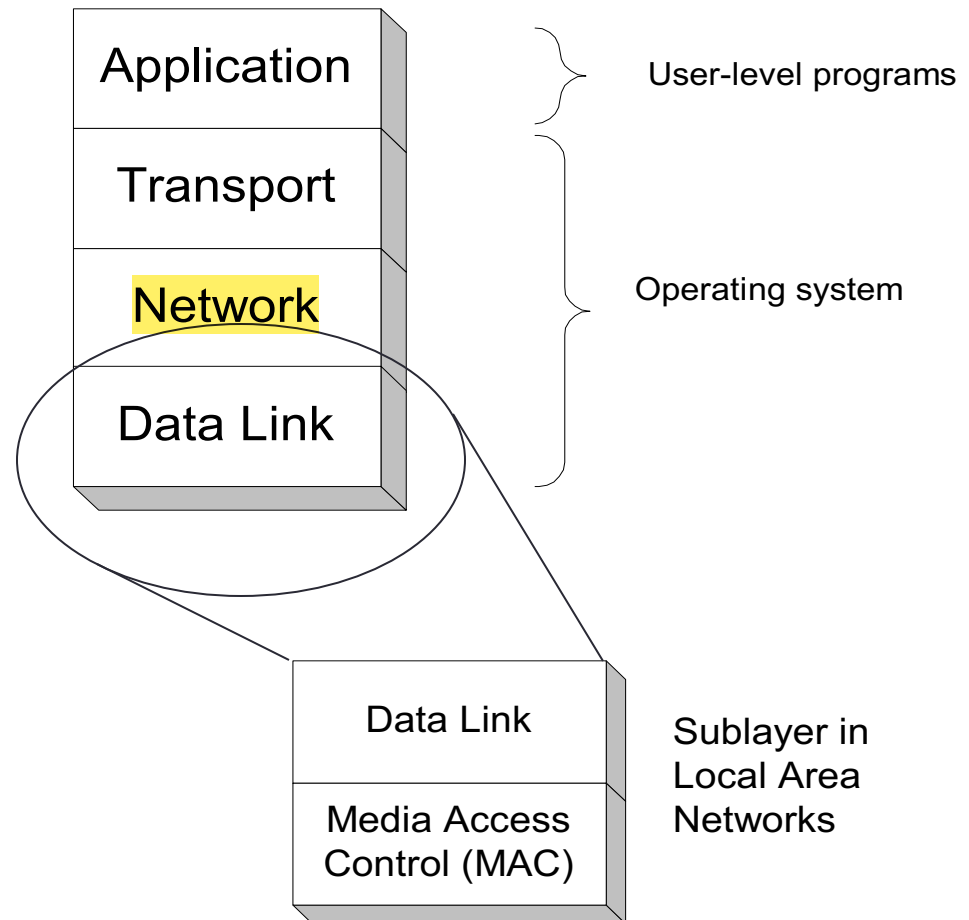 Application
User-level programs
Transport
Network
Operating system
Data Link
Data Link
Media Access
Control (MAC)
Sublayer in
Local Area
Networks